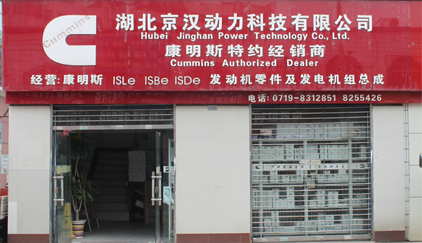 Cummins
湖北京汉动力科技有限公司
Hubei Jinghan Power Technology Co., Ltd.
康明斯特约经销商
Cummins Authorized Dealer
经营：康明斯 ISLe ISBe ISDe 发动机零件及发电机组总成
电话：0719-8312851 8255426